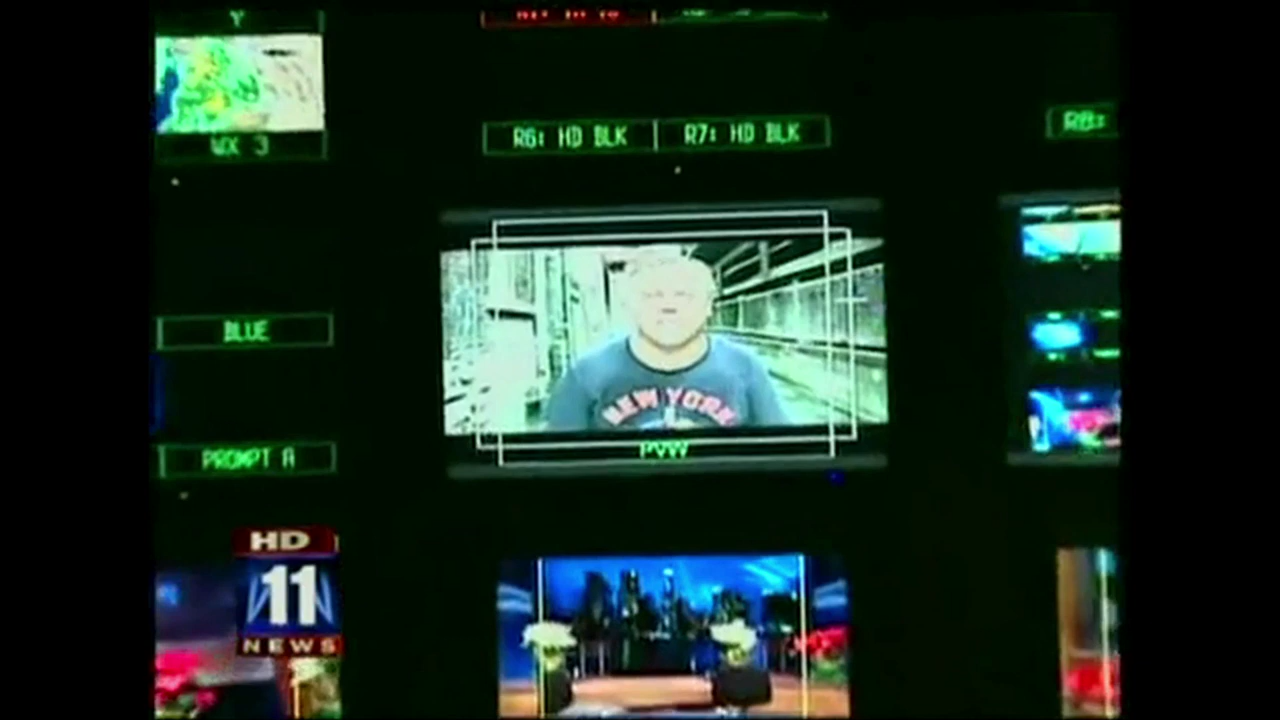 Y
WX 3
R6: HD BLK
R7: HD BLK
R8:
BLUE
NEW YORK
PVW
PROMPT A
HD
11
NEWS